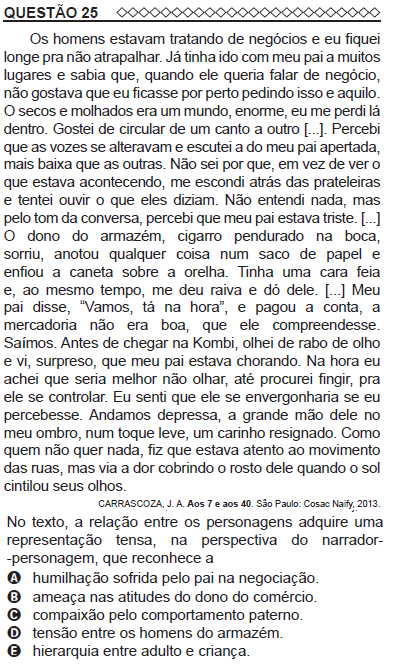 QUESTÃO 25
Os homens estavam tratando de negócios e eu fiquei
longe pra não atrapalhar. Já tinha ido com meu pai a muitos
lugares e sabia que, quando ele queria falar de negócio,
não gostava que eu ficasse por perto pedindo isso e aquilo.
O secos e molhados era um mundo, enorme, eu me perdi lá
dentro. Gostei de circular de um canto a outro [...]. Percebi
que as vozes se alteravam e escutei a do meu pai apertada,
mais baixa que as outras. Não sei por que, em vez de ver o
que estava acontecendo, me escondi atrás das prateleiras
e tentei ouvir o que eles diziam. Não entendi nada, mas
pelo tom da conversa, percebi que meu pai estava triste. [...]
O dono do armazém, cigarro pendurado na boca,
sorriu, anotou qualquer coisa num saco de papel e
enfiou a caneta sobre a orelha. Tinha uma cara feia
e, ao mesmo tempo, me deu raiva e dó dele. [...] Meu
pai disse, “Vamos, tá na hora”, e pagou a conta, a
mercadoria não era boa, que ele compreendesse.
Saímos. Antes de chegar na Kombi, olhei de rabo de olho
e vi, surpreso, que meu pai estava chorando. Na hora eu
achei que seria melhor não olhar, até procurei fingir, pra
ele se controlar. Eu senti que ele se envergonharia se eu
percebesse. Andamos depressa, a grande mão dele no
meu ombro, num toque leve, um carinho resignado. Como
quem não quer nada, fiz que estava atento ao movimento
das ruas, mas via a dor cobrindo o rosto dele quando o sol
cintilou seus olhos.
CARRASCOZA, J. A. Aos 7 e aos 40. São Paulo: Cosac Naify, 2013.
No texto, a relação entre os personagens adquire uma
representação tensa, na perspectiva do narrador-
-personagem, que reconhece a
A humilhação sofrida pelo pai na negociação.
B ameaça nas atitudes do dono do comércio.
C compaixão pelo comportamento paterno.
D tensão entre os homens do armazém.
E hierarquia entre adulto e criança.